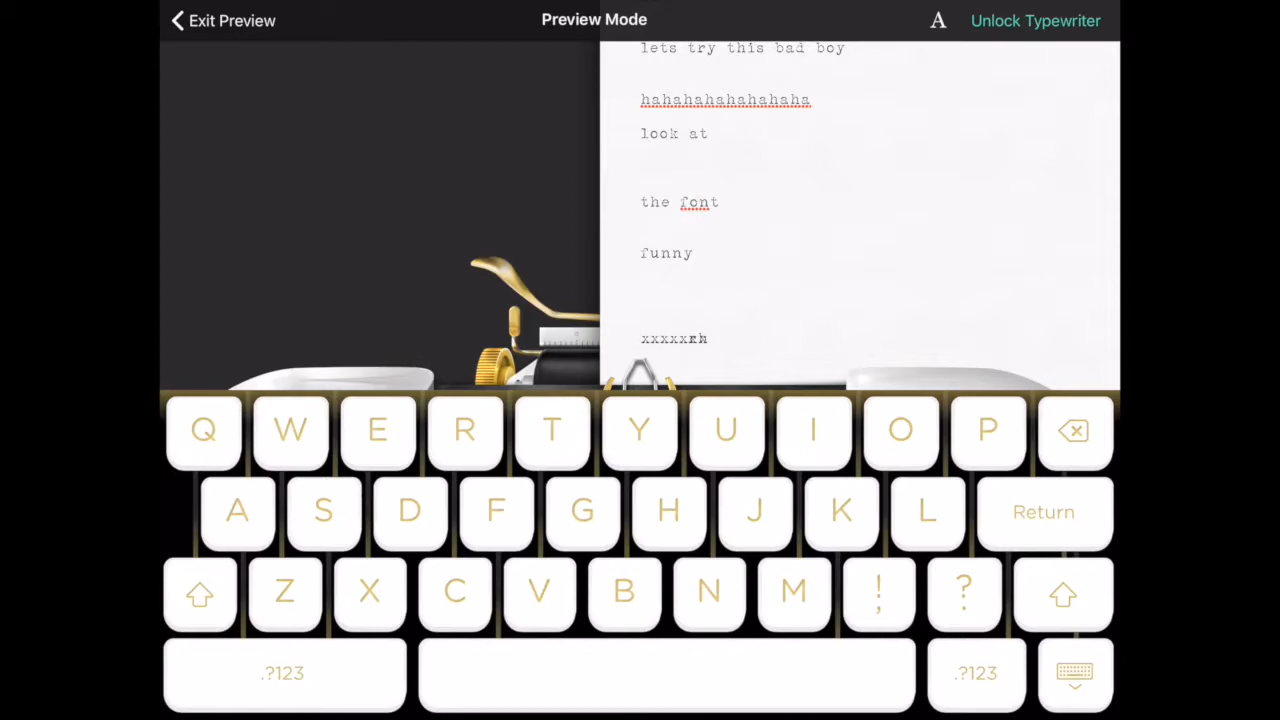 Exit Preview
Preview Mode
A
Unlock Typewriter
lets try this bad boy
hahahahahahahaha
look at
the font
funny
Q W E R T Y U I O P
A S D F G H J K L Return
Z X C V B N M ! , ? .
.?123 .?123